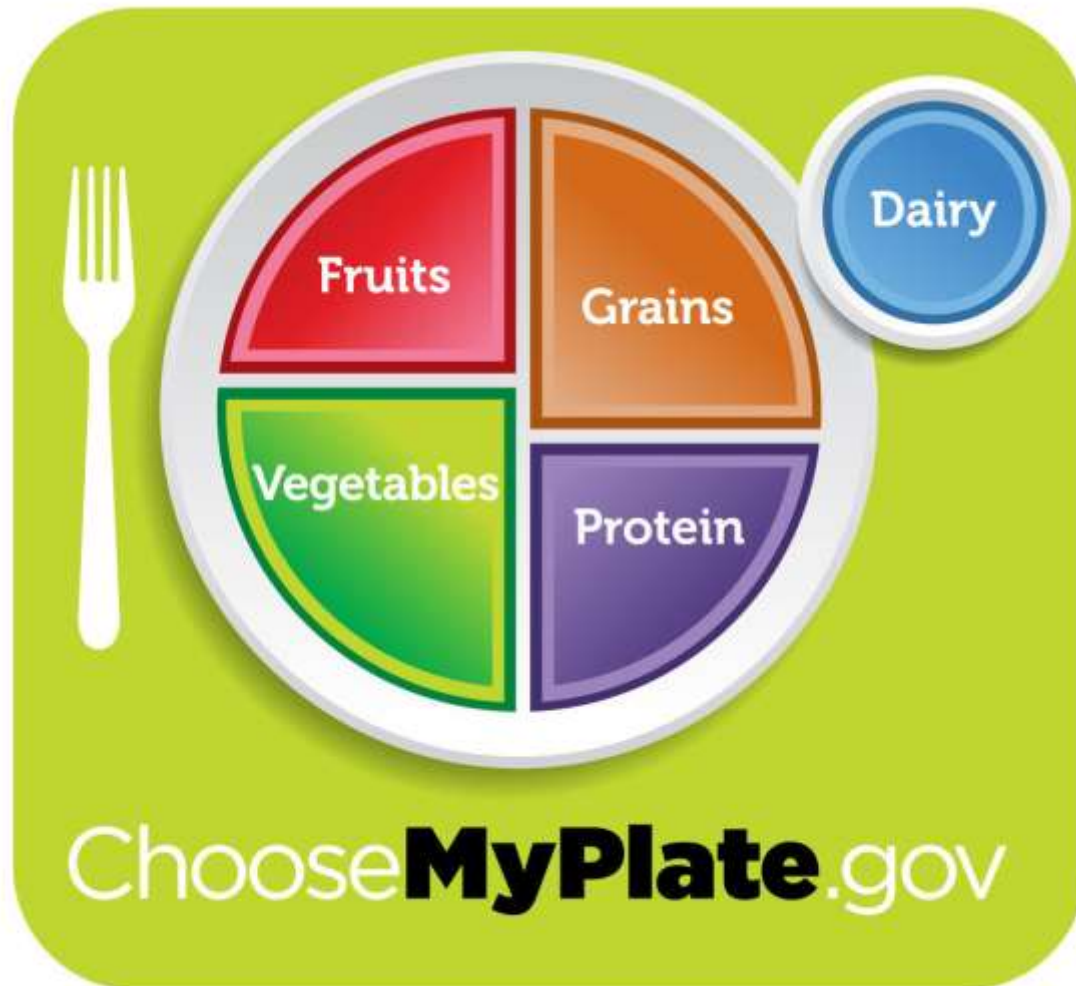 Dairy
Fruits
Grains
Vegetables
Protein
ChooseMyPlate.gov